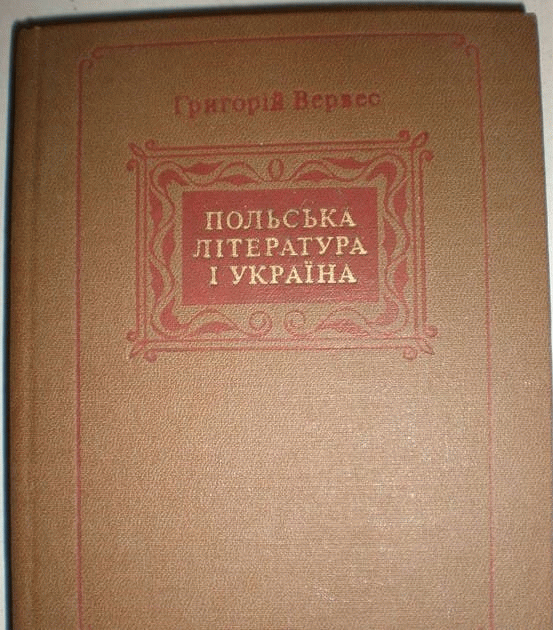 Григорій Вервес
ПОЛЬСЬКА
ЛІТЕРАТУРА
І УКРАЇНА